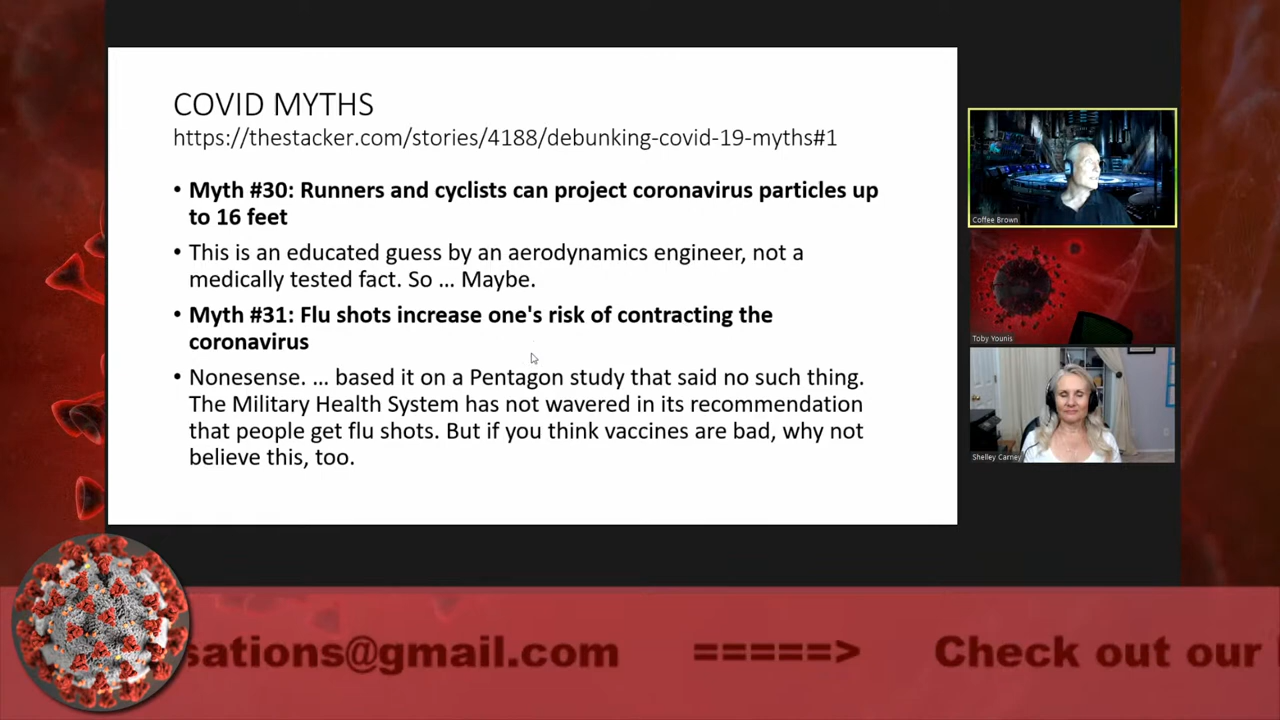 COVID MYTHS
https://thestacker.com/stories/4188/debunking-covid-19-myths#1
• Myth #30: Runners and cyclists can project coronavirus particles up
to 16 feet
• This is an educated guess by an aerodynamics engineer, not a
medically tested fact. So … Maybe.
• Myth #31: Flu shots increase one's risk of contracting the
coronavirus
• Nonesense. … based it on a Pentagon study that said no such thing.
The Military Health System has not wavered in its recommendation
that people get flu shots. But if you think vaccines are bad, why not
believe this, too.
Coffee Brown
Toby Younis
Shelley Carney
sations@gmail.com =====> Check out our